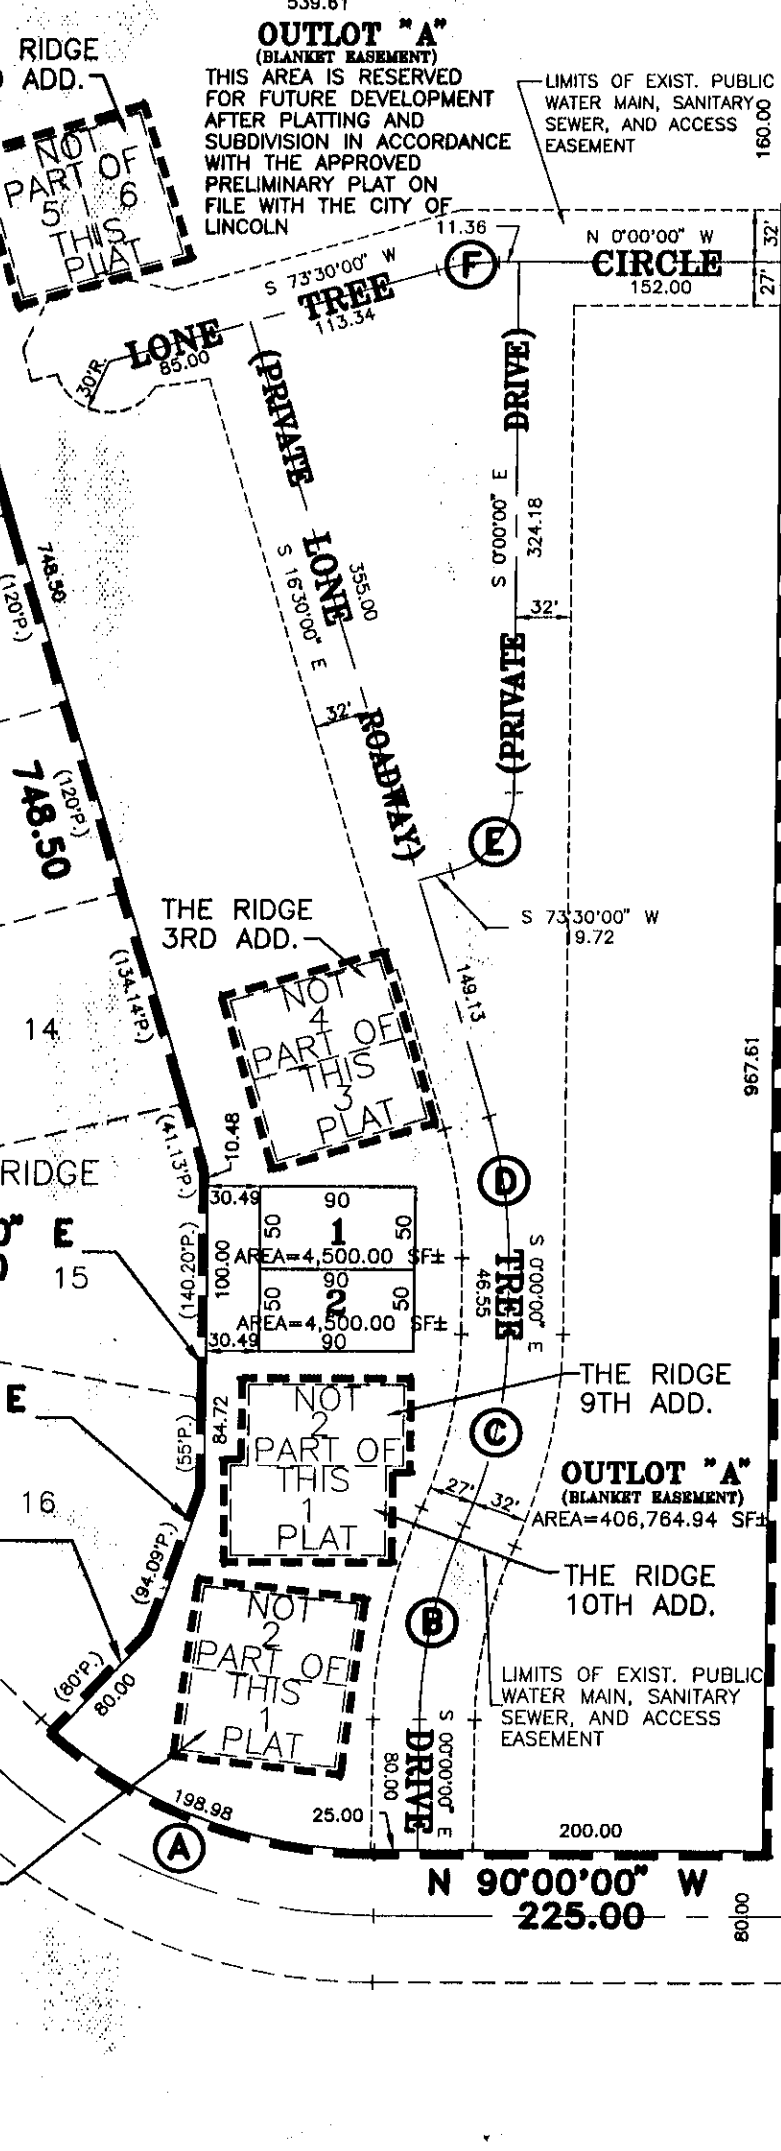 539.61
OUTLOT "A"
(BLANKET EASEMENT)
THIS AREA IS RESERVED
FOR FUTURE DEVELOPMENT
AFTER PLATTING AND
SUBDIVISION IN ACCORDANCE
WITH THE APPROVED
PRELIMINARY PLAT ON
FILE WITH THE CITY OF
LINCOLN
RIDGE
ADD.
LIMITS OF EXIST. PUBLIC
WATER MAIN, SANITARY
SEWER, AND ACCESS
EASEMENT
160.00
NOT
PART OF
5 6
THIS
PLAT
11.36
F
N 0°00'00" W
CIRCLE
152.00
32'
27'
S 73°30'00" W
LONE TREE
113.34
85.00
30'R.
(PRIVATE
DRIVE)
S 0°00'00" E
324.18
32'
(PRIVATE
LONE
355.00
S 16°30'00" E
32'
ROADWAY)
748.50
(120'P.)
(120'P.)
748.50
E
S 73°30'00" W
9.72
THE RIDGE
3RD ADD.
NOT
4
PART OF
THIS
3
PLAT
149.13
(134.14'P.)
14
967.61
(41.13'P.)
10.48
RIDGE
D
30.49
90
50 1 50
AREA=4,500.00 SF±
90
50 2 50
AREA=4,500.00 SF±
90
30.49
100.00
(140.20'P.)
0" E
15
TREE
S 0°00'00" E
46.55
E
(55'P.)
84.72
THE RIDGE
9TH ADD.
NOT
2
PART OF
THIS
1
PLAT
C
27'
32'
OUTLOT "A"
(BLANKET EASEMENT)
AREA=406,764.94 SF±
16
(94.09'P.)
THE RIDGE
10TH ADD.
NOT
2
PART OF
THIS
1
PLAT
B
LIMITS OF EXIST. PUBLIC
WATER MAIN, SANITARY
SEWER, AND ACCESS
EASEMENT
(80'P.)
80.00
DRIVE
S 00°00'00" E
80.00
198.98
A
25.00
200.00
N 90°00'00" W
225.00
80.00